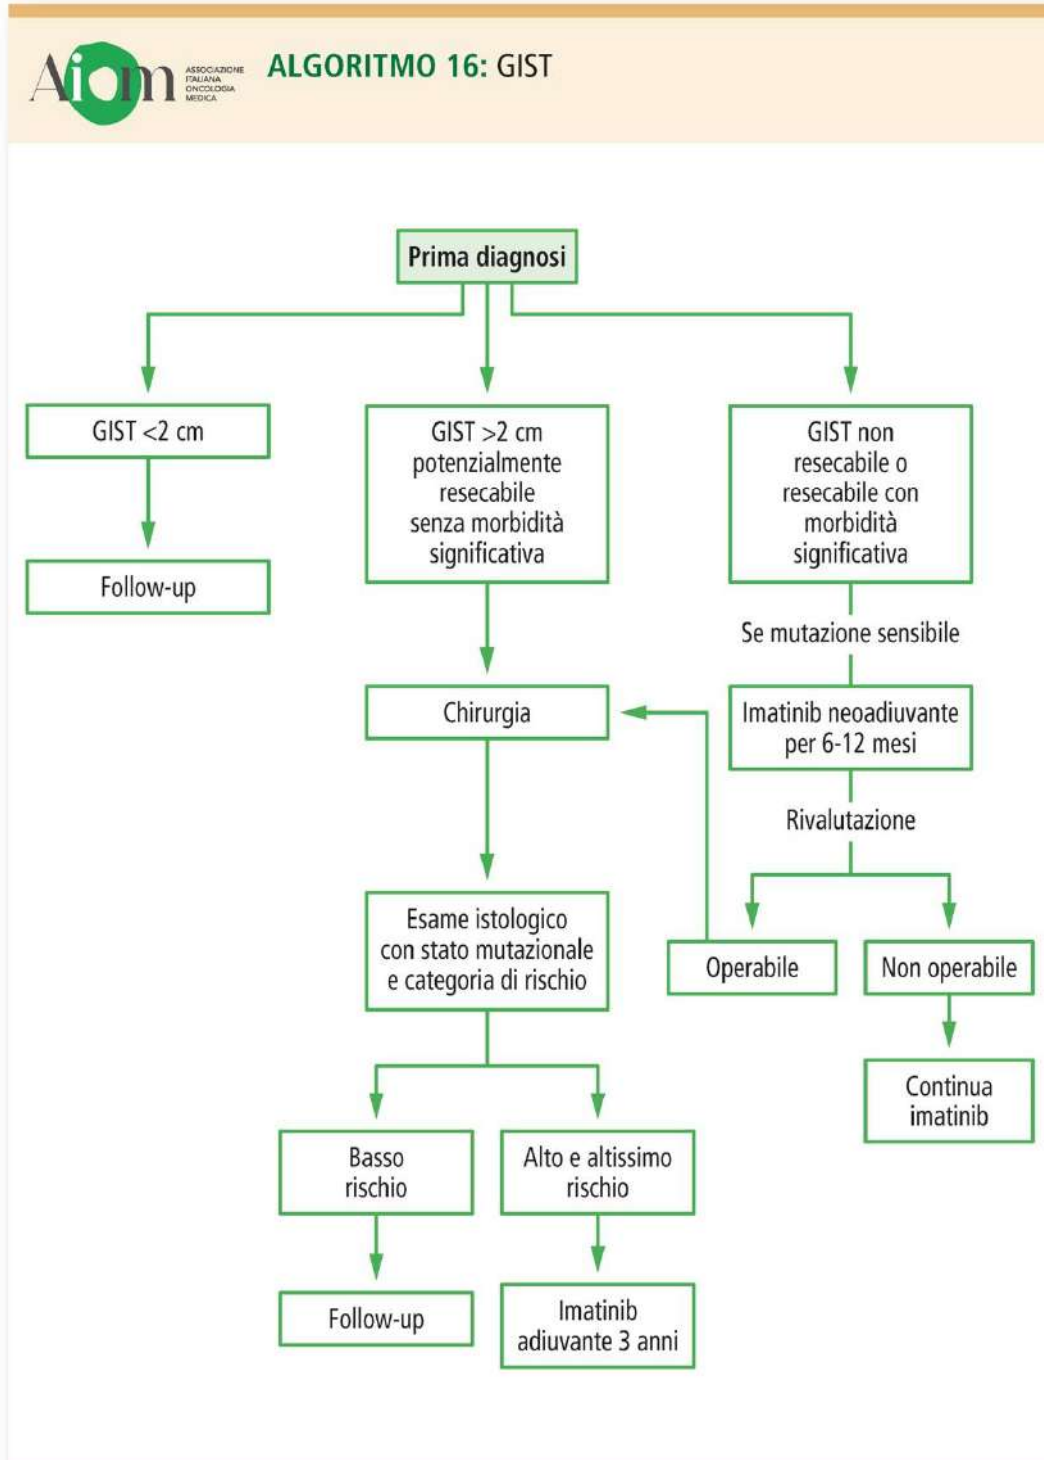 Aiom
ASSOCIAZIONE
ITALIANA
ONCOLOGIA
MEDICA
ALGORITMO 16: GIST
Prima diagnosi
GIST <2 cm
Follow-up
GIST >2 cm
potenzialmente
resecabile
senza morbidità
significativa
GIST non
resecabile o
resecabile con
morbidità
significativa
Se mutazione sensibile
Chirurgia
Imatinib neoadiuvante
per 6-12 mesi
Rivalutazione
Esame istologico
con stato mutazionale
e categoria di rischio
Operabile
Non operabile
Continua
imatinib
Basso
rischio
Alto e altissimo
rischio
Follow-up
Imatinib
adiuvante 3 anni